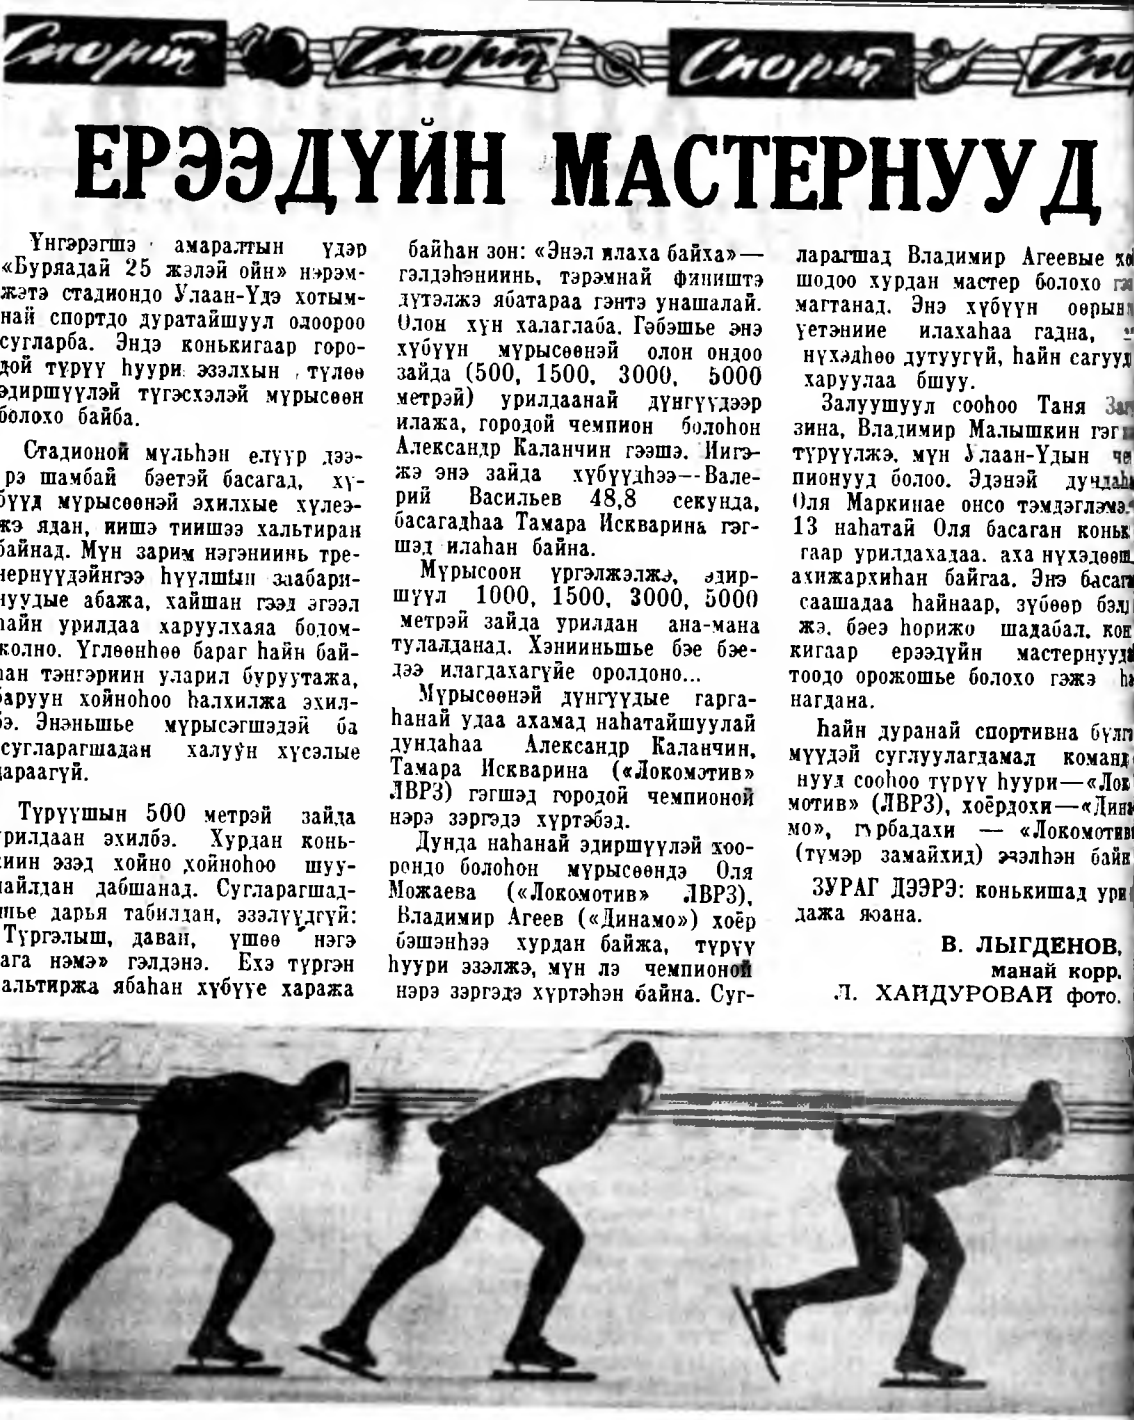 Спорт Спорт Спорт
ЕРЭЭДҮЙН МАСТЕРНУУД
Үнгэрэгшэ амаралтын үдэр
«Буряадай 25 жэлэй ойн» нэрэм-
жэтэ стадиондо Улаан-Үдэ хотым-
най спортдо дуратайшуул олоороо
сугларба. Эндэ конькигаар горо-
дой түрүү һуури эзэлхын түлөө
эдиршүүлэй түгэсхэлэй мүрысөөн
болохо байба.
Стадионой мүльһэн елүүр дээ-
рэ шамбай бэетэй басагад, хү-
бүүд мүрысөөнэй эхилхые хүлеэ-
жэ ядан, иишэ тиишээ хальтиран
байнад. Мүн зарим нэгэниинь тре-
нернүүдэйнгээ һүүлшын заабари-
нуудые абажа, хайшан гээд эгээл
һайн урилдаа харуулхаяа бодом-
жолно. Үглөөнһөө бараг һайн бай-
һан тэнгэриин уларил буруутажа,
баруун хойноһоо һалхилжа эхил-
бэ. Энэньшье мүрысэгшэдэй ба
сугларагшадан халуун хүсэлые
дараагүй.
Түрүүшын 500 метрэй зайда
урилдаан эхилбэ. Хурдан конь-
киин эзэд хойно хойноһоо шуу-
найлдан дабшанад. Сугларагшад-
шье дарья табилдан, эзэлүүдгүй:
Түргэлыш, даван, үшөө нэгэ
бага нэмэ» гэлдэнэ. Ехэ түргэн
хальтиржа ябаһан хүбүүе хаража
байһан зон: «Энэл илаха байха»—
гэлдэһэниинь, тэрэмнай фиништэ
дүтэлжэ ябатараа гэнтэ унашалай.
Олон хүн халаглаба. Гэбэшье энэ
хүбүүн мүрысөөнэй олон ондоо
зайда (500, 1500, 3000, 5000
метрэй) урилдаанай дүнгүүдээр
илажа, городой чемпион болоһон
Александр Каланчин гээшэ. Иигэ-
жэ энэ зайда хүбүүдһээ—Вале-
рий Васильев 48,8 секунда,
басагадһаа Тамара Искварина гэг-
шэд илаһан байна.
Мүрысөөн үргэлжэлжэ, эдир-
шүүл 1000, 1500, 3000, 5000
метрэй зайда урилдан ана-мана
тулалданад. Хэнииньшье бэе бэе-
дээ илагдахагүйе оролдоно...
Мүрысөөнэй дүнгүүдые гарга-
һанай удаа ахамад наһатайшуулай
дундаһаа Александр Каланчин,
Тамара Искварина («Локомотив»
ЛВРЗ) гэгшэд городой чемпионой
нэрэ зэргэдэ хүртэбэд.
Дунда наһанай эдиршүүлэй хоо-
рондо болоһон мүрысөөндэ Оля
Можаева («Локомотив» ЛВРЗ),
Владимир Агеев («Динамо») хоёр
бэшэнһээ хурдан байжа, түрүү
һуури эзэлжэ, мүн лэ чемпионой
нэрэ зэргэдэ хүртэһэн байна. Суг-
ларагшад Владимир Агеевые
шодоо хурдан мастер болохо
магтанад. Энэ хүбүүн өөрын
үетэниие илахаһаа гадна,
нүхэдһөө дутуугүй, һайн сагууд
харуулаа бшуу.
Залуушуул сооһоо Таня
зина, Владимир Малышкин
түрүүлжэ, мүн Улаан-Үдын че
пионууд болоо. Эдэнэй дундаһа
Оля Маркинае онсо тэмдэглэмэ.
13 наһатай Оля басаган коньк
гаар урилдахадаа, аха нүхэдөөш
ахижархиһан байгаа. Энэ басаг
саашадаа һайнаар, зүбөөр бэл
жэ, бэеэ һорижо шадабал, кон
кигаар ерээдүйн мастернууд
тоодо орожошье болохо гэжэ һа
нагдана.
Һайн дуранай спортивна бүлг
мүүдэй суглуулагдамал команд
нууд сооһоо түрүү һуури—«Лок
мотив» (ЛВРЗ), хоёрдохи—«Дин
мо», гурбадахи — «Локомотив
(түмэр замайхид) эзэлһэн байн
ЗУРАГ ДЭЭРЭ: конькишад ури
дажа ябана.
В. ЛЫГДЕНОВ,
манай корр.
Л. ХАЙДУРОВАЙ фото.